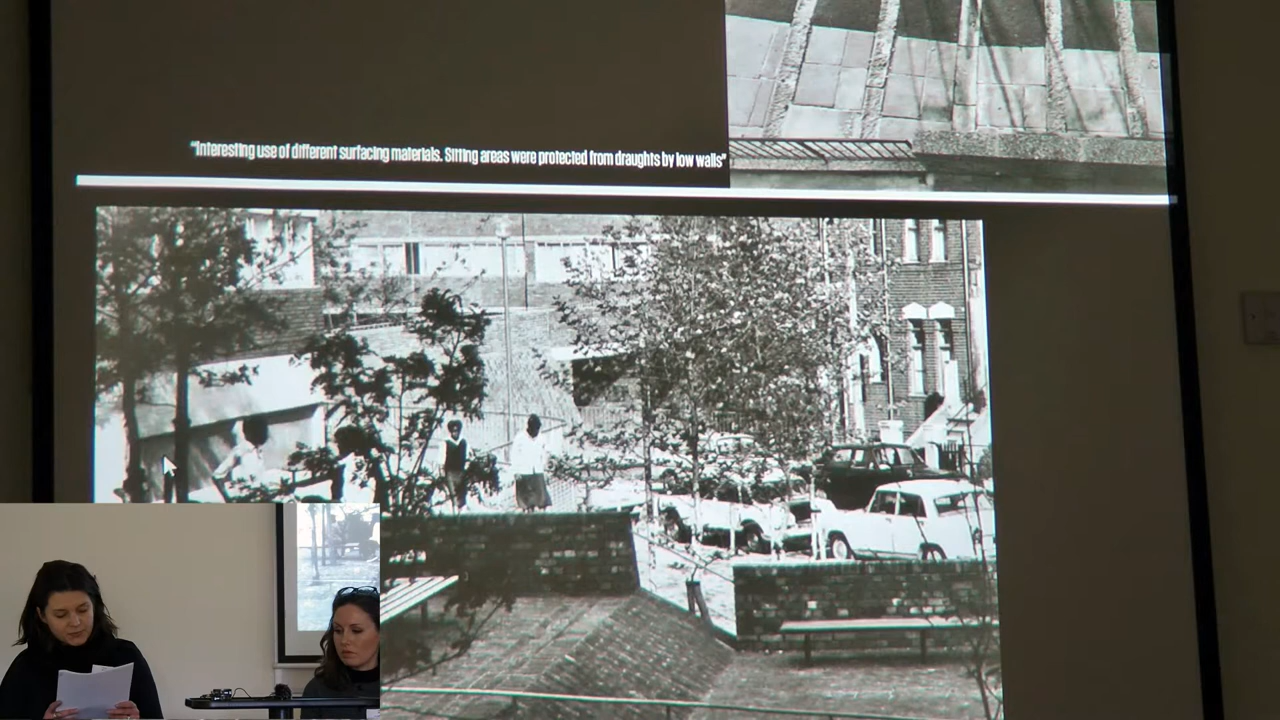 "Interesting use of different surfacing materials. Sitting areas were protected from draughts by low walls"